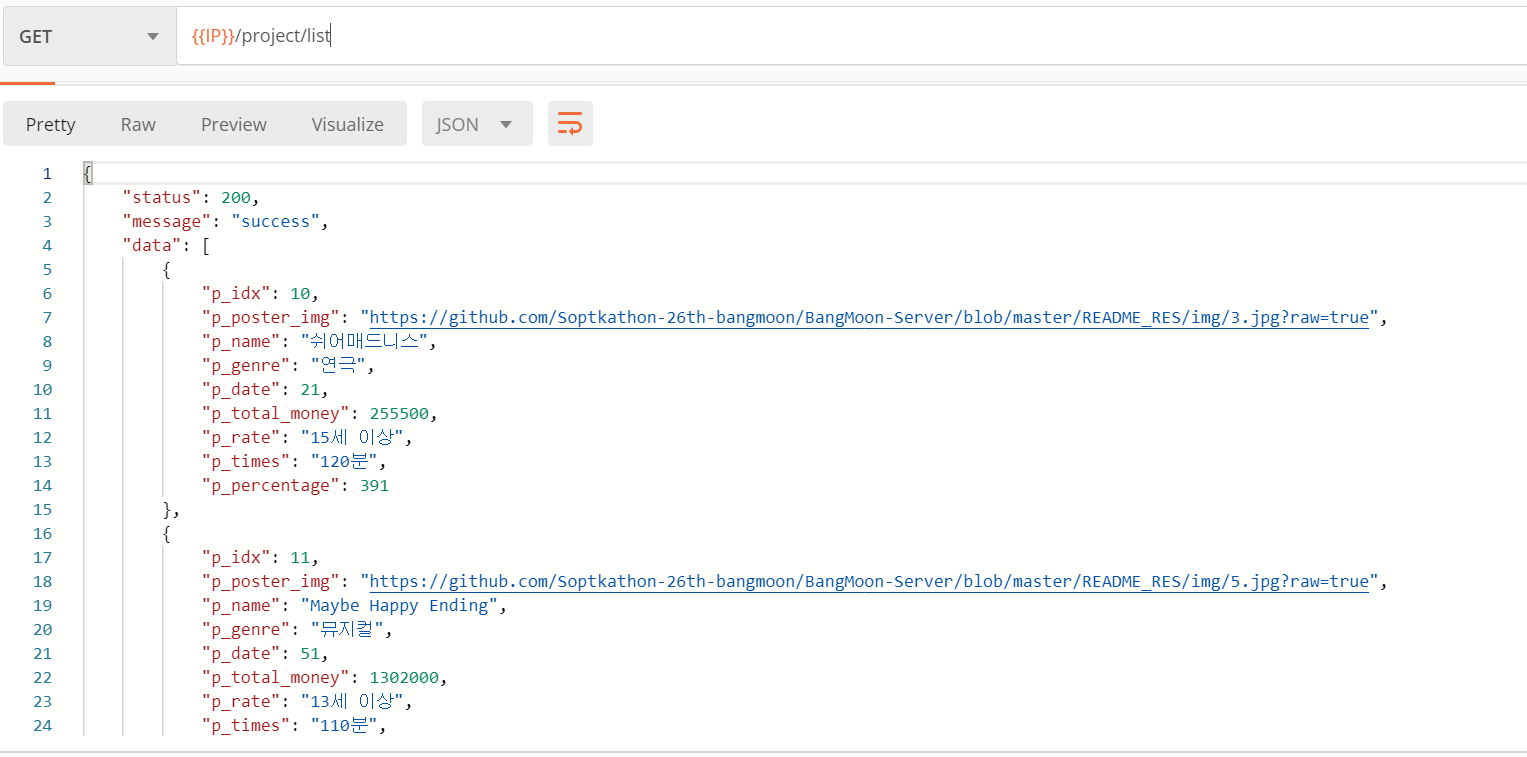 GET {{IP}}/project/list
Pretty Raw Preview Visualize JSON
1 {
2 "status": 200,
3 "message": "success",
4 "data": [
5 {
6 "p_idx": 10,
7 "p_poster_img": "https://github.com/Soptkathon-26th-bangmoon/BangMoon-Server/blob/master/README_RES/img/3.jpg?raw=true",
8 "p_name": "쉬어매드니스",
9 "p_genre": "연극",
10 "p_date": 21,
11 "p_total_money": 255500,
12 "p_rate": "15세 이상",
13 "p_times": "120분",
14 "p_percentage": 391
15 },
16 {
17 "p_idx": 11,
18 "p_poster_img": "https://github.com/Soptkathon-26th-bangmoon/BangMoon-Server/blob/master/README_RES/img/5.jpg?raw=true",
19 "p_name": "Maybe Happy Ending",
20 "p_genre": "뮤지컬",
21 "p_date": 51,
22 "p_total_money": 1302000,
23 "p_rate": "13세 이상",
24 "p_times": "110분",